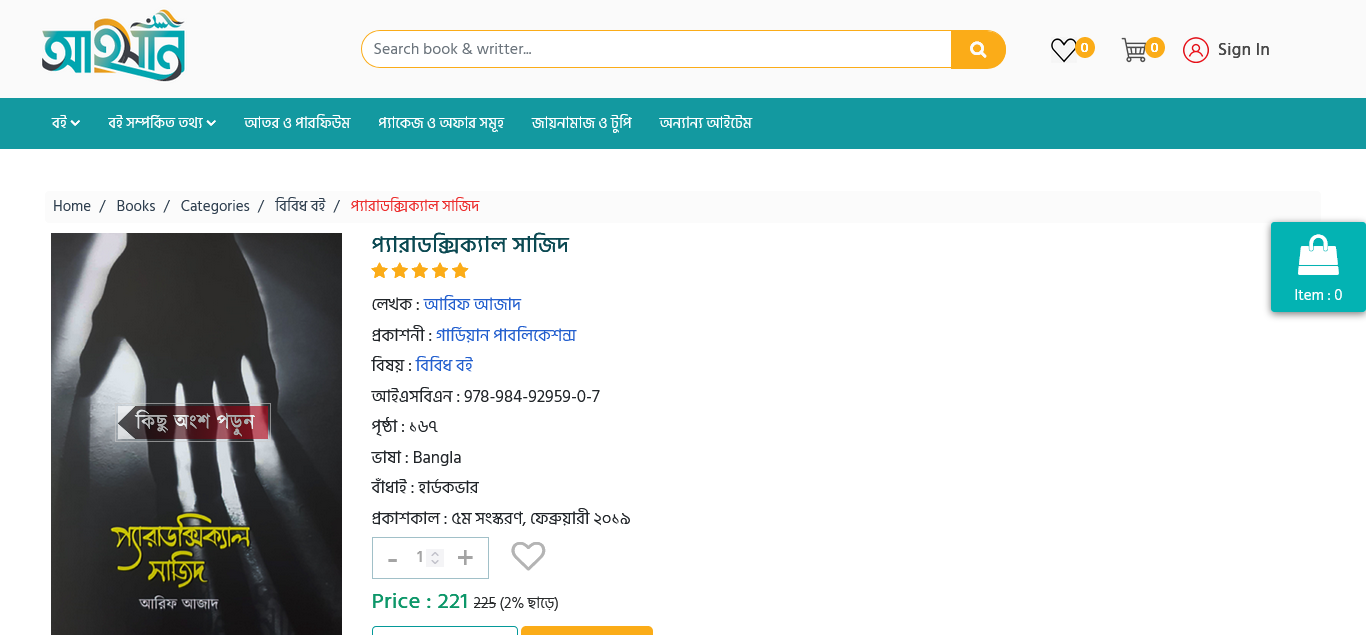 আহসান
Search book & writter...
0
0
Sign In
বই
বই সম্পর্কিত তথ্য
আতর ও পারফিউম
প্যাকেজ ও অফার সমূহ
জায়নামাজ ও টুপি
অন্যান্য আইটেম
Home / Books / Categories / বিবিধ বই / প্যারাডক্সিক্যাল সাজিদ
কিছু অংশ পড়ুন
প্যারাডক্সিক্যাল
সাজিদ
আরিফ আজাদ
প্যারাডক্সিক্যাল সাজিদ
লেখক : আরিফ আজাদ
প্রকাশনী : গার্ডিয়ান পাবলিকেশন্স
বিষয় : বিবিধ বই
আইএসবিএন : 978-984-92959-0-7
পৃষ্ঠা : ১৬৭
ভাষা : Bangla
বাঁধাই : হার্ডকভার
প্রকাশকাল : ৫ম সংস্করণ, ফেব্রুয়ারী ২০১৯
- 1 +
Price : 221 225 (2% ছাড়ে)
Item : 0